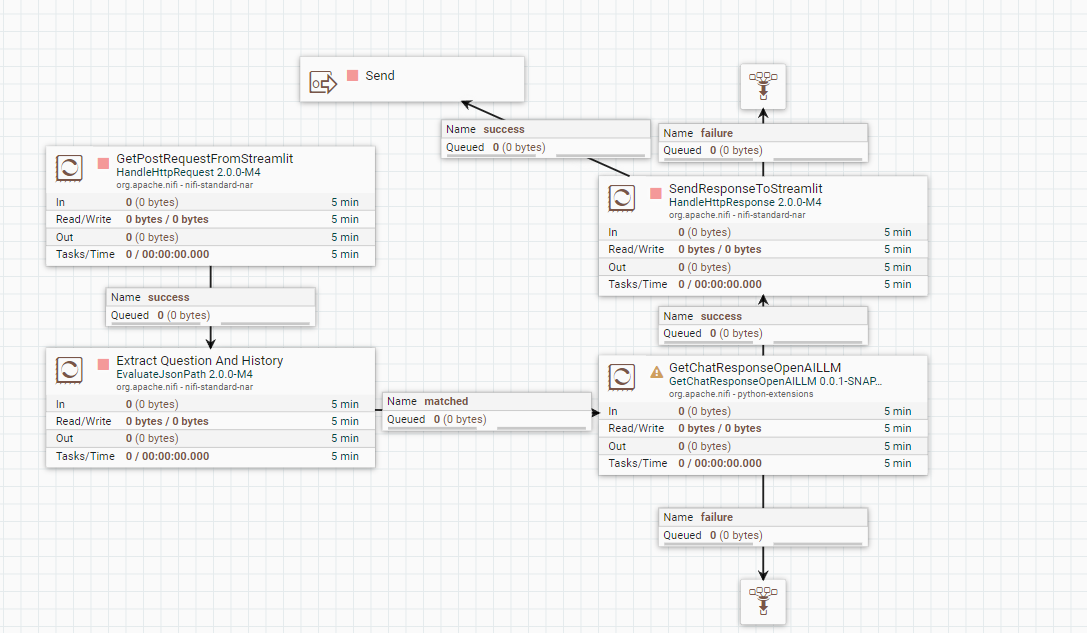 Send
Name success
Queued 0 (0 bytes)
Name failure
Queued 0 (0 bytes)
GetPostRequestFromStreamlit
HandleHttpRequest 2.0.0-M4
org.apache.nifi - nifi-standard-nar
In 0 (0 bytes) 5 min
Read/Write 0 bytes / 0 bytes 5 min
Out 0 (0 bytes) 5 min
Tasks/Time 0 / 00:00:00.000 5 min
SendResponseToStreamlit
HandleHttpResponse 2.0.0-M4
org.apache.nifi - nifi-standard-nar
In 0 (0 bytes) 5 min
Read/Write 0 bytes / 0 bytes 5 min
Out 0 (0 bytes) 5 min
Tasks/Time 0 / 00:00:00.000 5 min
Name success
Queued 0 (0 bytes)
Name success
Queued 0 (0 bytes)
Extract Question And History
EvaluateJsonPath 2.0.0-M4
org.apache.nifi - nifi-standard-nar
In 0 (0 bytes) 5 min
Read/Write 0 bytes / 0 bytes 5 min
Out 0 (0 bytes) 5 min
Tasks/Time 0 / 00:00:00.000 5 min
Name matched
Queued 0 (0 bytes)
GetChatResponseOpenAILLM
GetChatResponseOpenAILLM 0.0.1-SNAP...
org.apache.nifi - python-extensions
In 0 (0 bytes) 5 min
Read/Write 0 bytes / 0 bytes 5 min
Out 0 (0 bytes) 5 min
Tasks/Time 0 / 00:00:00.000 5 min
Name failure
Queued 0 (0 bytes)